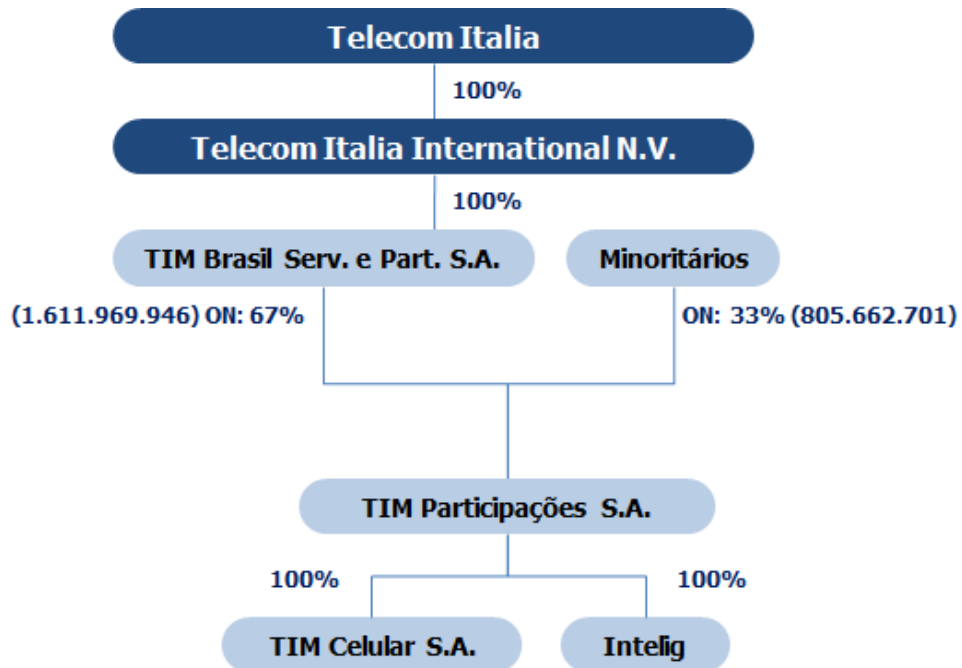 Telecom Italia
100%
Telecom Italia International N.V.
100%
TIM Brasil Serv. e Part. S.A.
Minoritários
(1.611.969.946) ON: 67%
ON: 33% (805.662.701)
TIM Participações S.A.
100%
100%
TIM Celular S.A.
Intelig